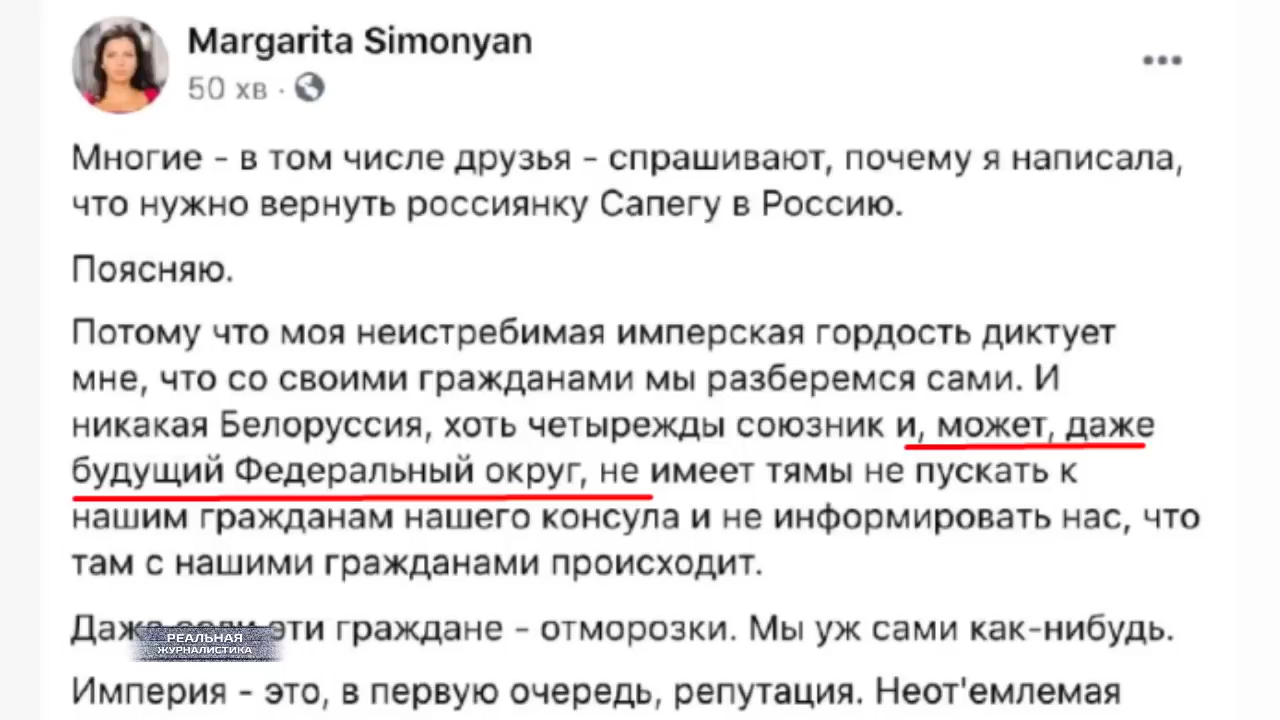 Margarita Simonyan
50 хв ·
Многие - в том числе друзья - спрашивают, почему я написала,
что нужно вернуть россиянку Сапегу в Россию.
Поясняю.
Потому что моя неистребимая имперская гордость диктует
мне, что со своими гражданами мы разберемся сами. И
никакая Белоруссия, хоть четырежды союзник и, может, даже
будущий Федеральный округ, не имеет тямы не пускать к
нашим гражданам нашего консула и не информировать нас, что
там с нашими гражданами происходит.
эти граждане - отморозки. Мы уж сами как-нибудь.
РЕАЛЬНАЯ
ЖУРНАЛИСТИКА
Империя - это, в первую очередь, репутация. Неот'емлемая